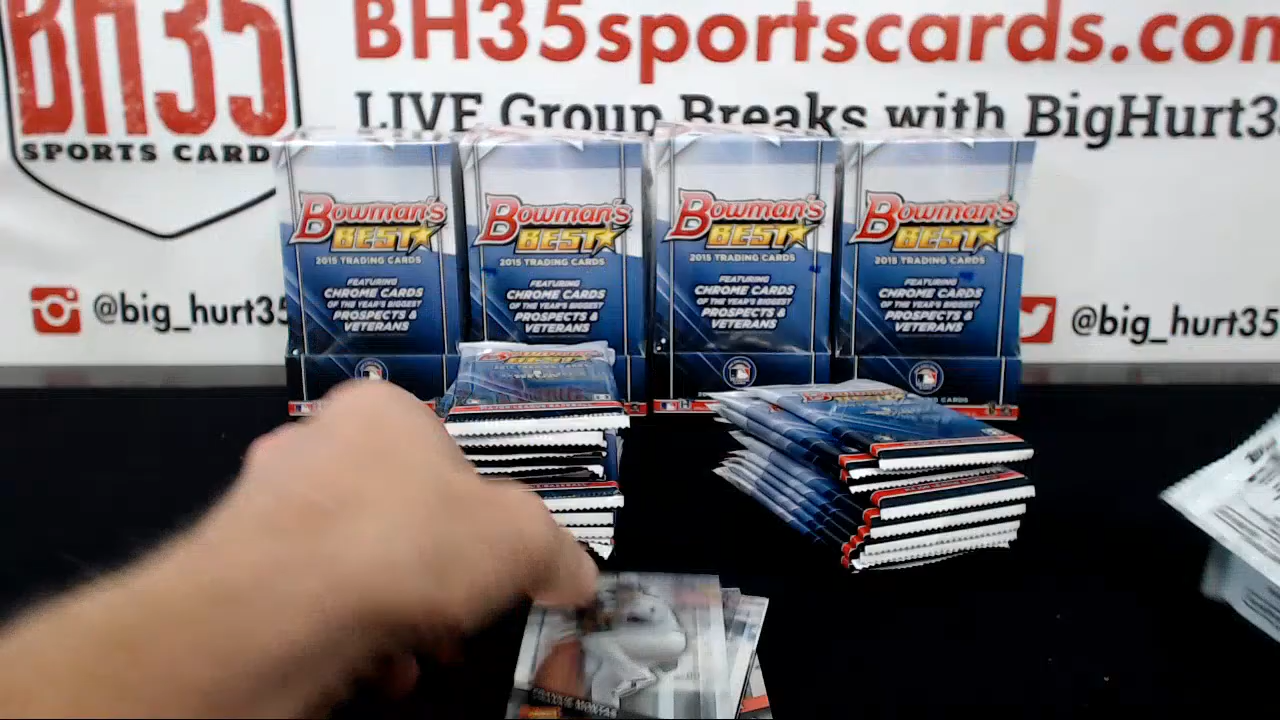 BH35
SPORTS CARD
BH35sportscards.com
LIVE Group Breaks with BigHurt3
@big_hurt35
@big_hurt35
BOWMAN'S
BEST
2015 TRADING CARDS
FEATURING
CHROME CARDS
OF THE YEAR'S BIGGEST
PROSPECTS &
VETERANS
BOWMAN'S
BEST
2015 TRADING CARDS
FEATURING
CHROME CARDS
OF THE YEAR'S BIGGEST
PROSPECTS &
VETERANS
BOWMAN'S
BEST
2015 TRADING CARDS
FEATURING
CHROME CARDS
OF THE YEAR'S BIGGEST
PROSPECTS &
VETERANS
BOWMAN'S
BEST
2015 TRADING CARDS
FEATURING
CHROME CARDS
OF THE YEAR'S BIGGEST
PROSPECTS &
VETERANS